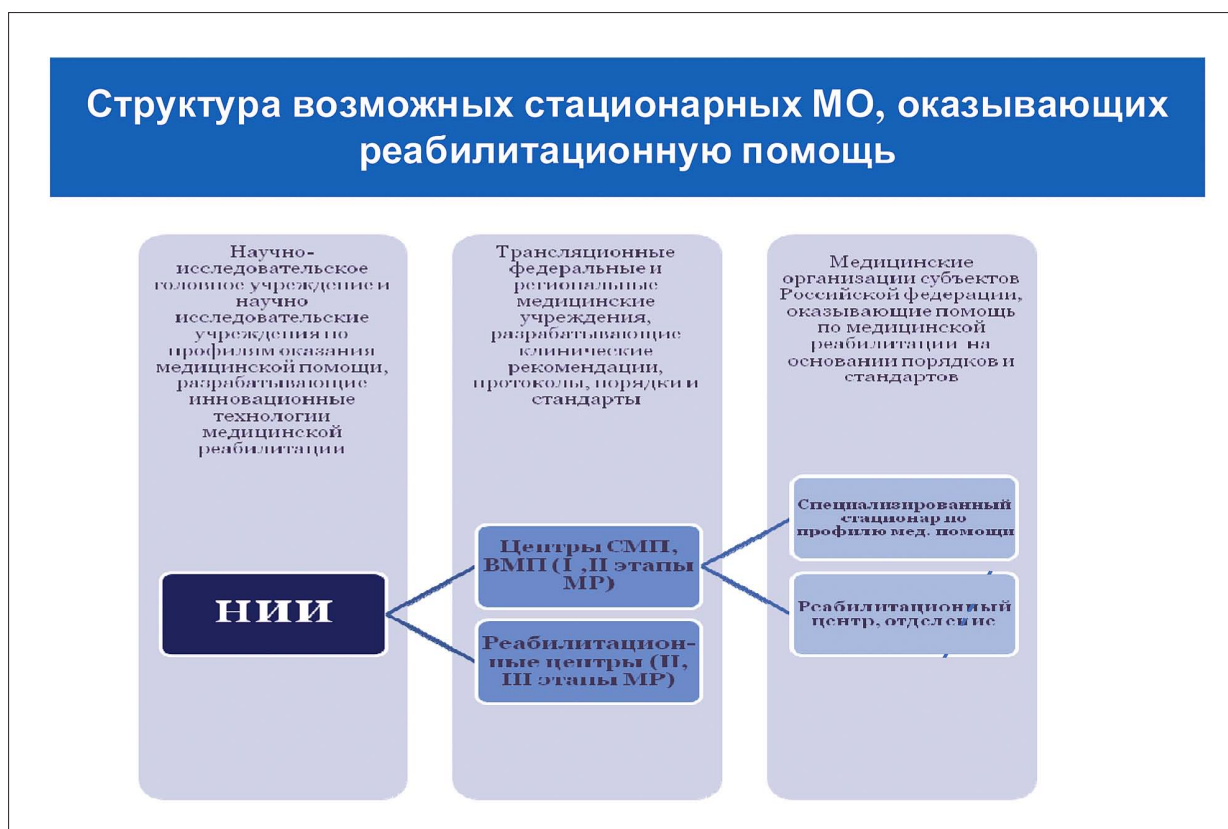 Структура возможных стационарных МО, оказывающих
реабилитационную помощь
Научно-
исследовательское
головное учреждение и
научно
исследовательские
учреждения по
профилям оказания
медицинской помощи,
разрабатывающие
инновационные
технологии
медицинской
реабилитации
НИИ
Трансляционные
федеральные и
региональные
медицинские
учреждения,
разрабатывающие
клинические
рекомендации,
протоколы, порядки и
стандарты
Центры СМП,
ВМП (I ,II этапы
МР)
Реабилитацион-
ные центры (II,
III этапы МР)
Медицинские
организации субъектов
Российской федерации,
оказывающие помощь
по медицинской
реабилитации на
основании порядков и
стандартов
Специализированный
стационар по
профилю мед. помощи
Реабилитационный
центр, отделение